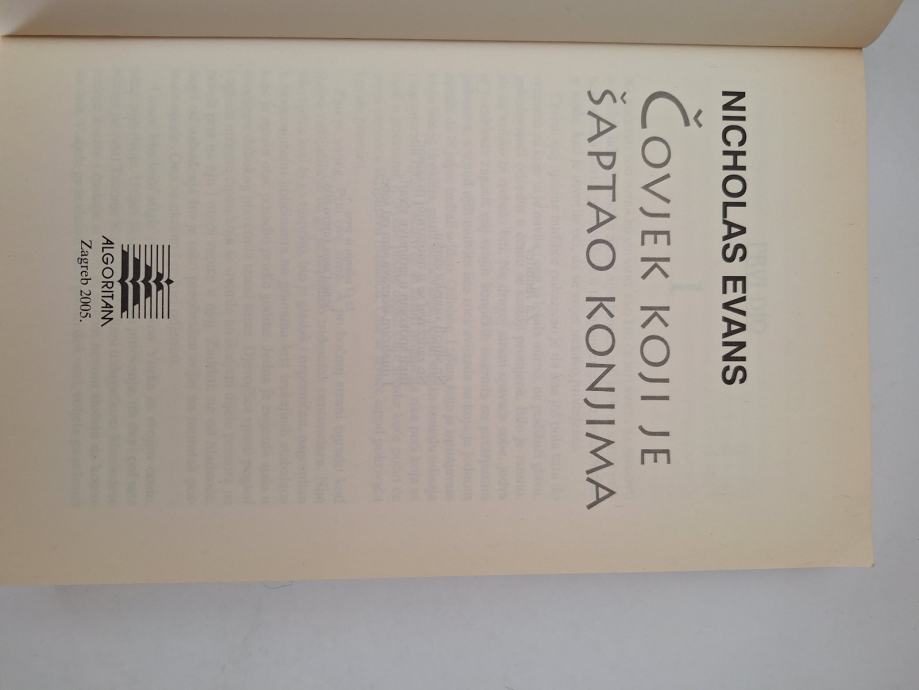 NICHOLAS EVANS
ČOVJEK KOJI JE
ŠAPTAO KONJIMA
ALGORITAM
Zagreb 2005.